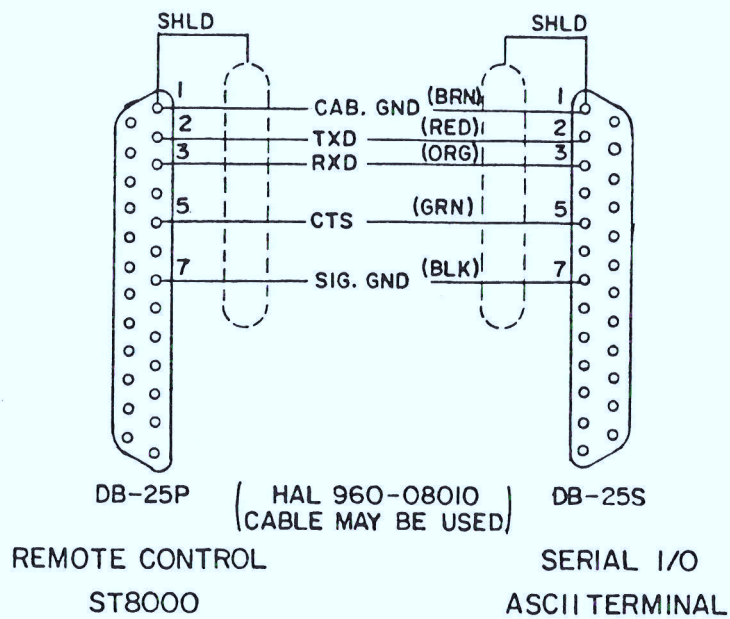 SHLD SHLD
1 CAB. GND (BRN) 1
2 TXD (RED) 2
3 RXD (ORG) 3
5 CTS (GRN) 5
7 SIG. GND (BLK) 7
DB-25P (HAL 960-08010 CABLE MAY BE USED) DB-25S
REMOTE CONTROL
ST8000
SERIAL I/O
ASCII TERMINAL